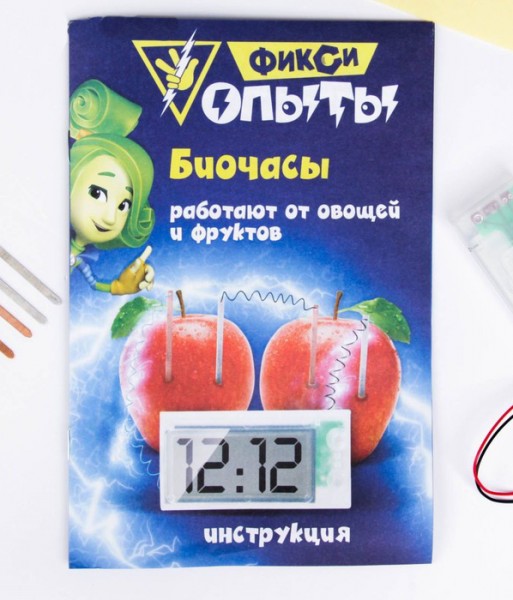 ФИКСИ
ОПЫТЫ
Биочасы
работают от овощей
и фруктов
12:12
инструкция